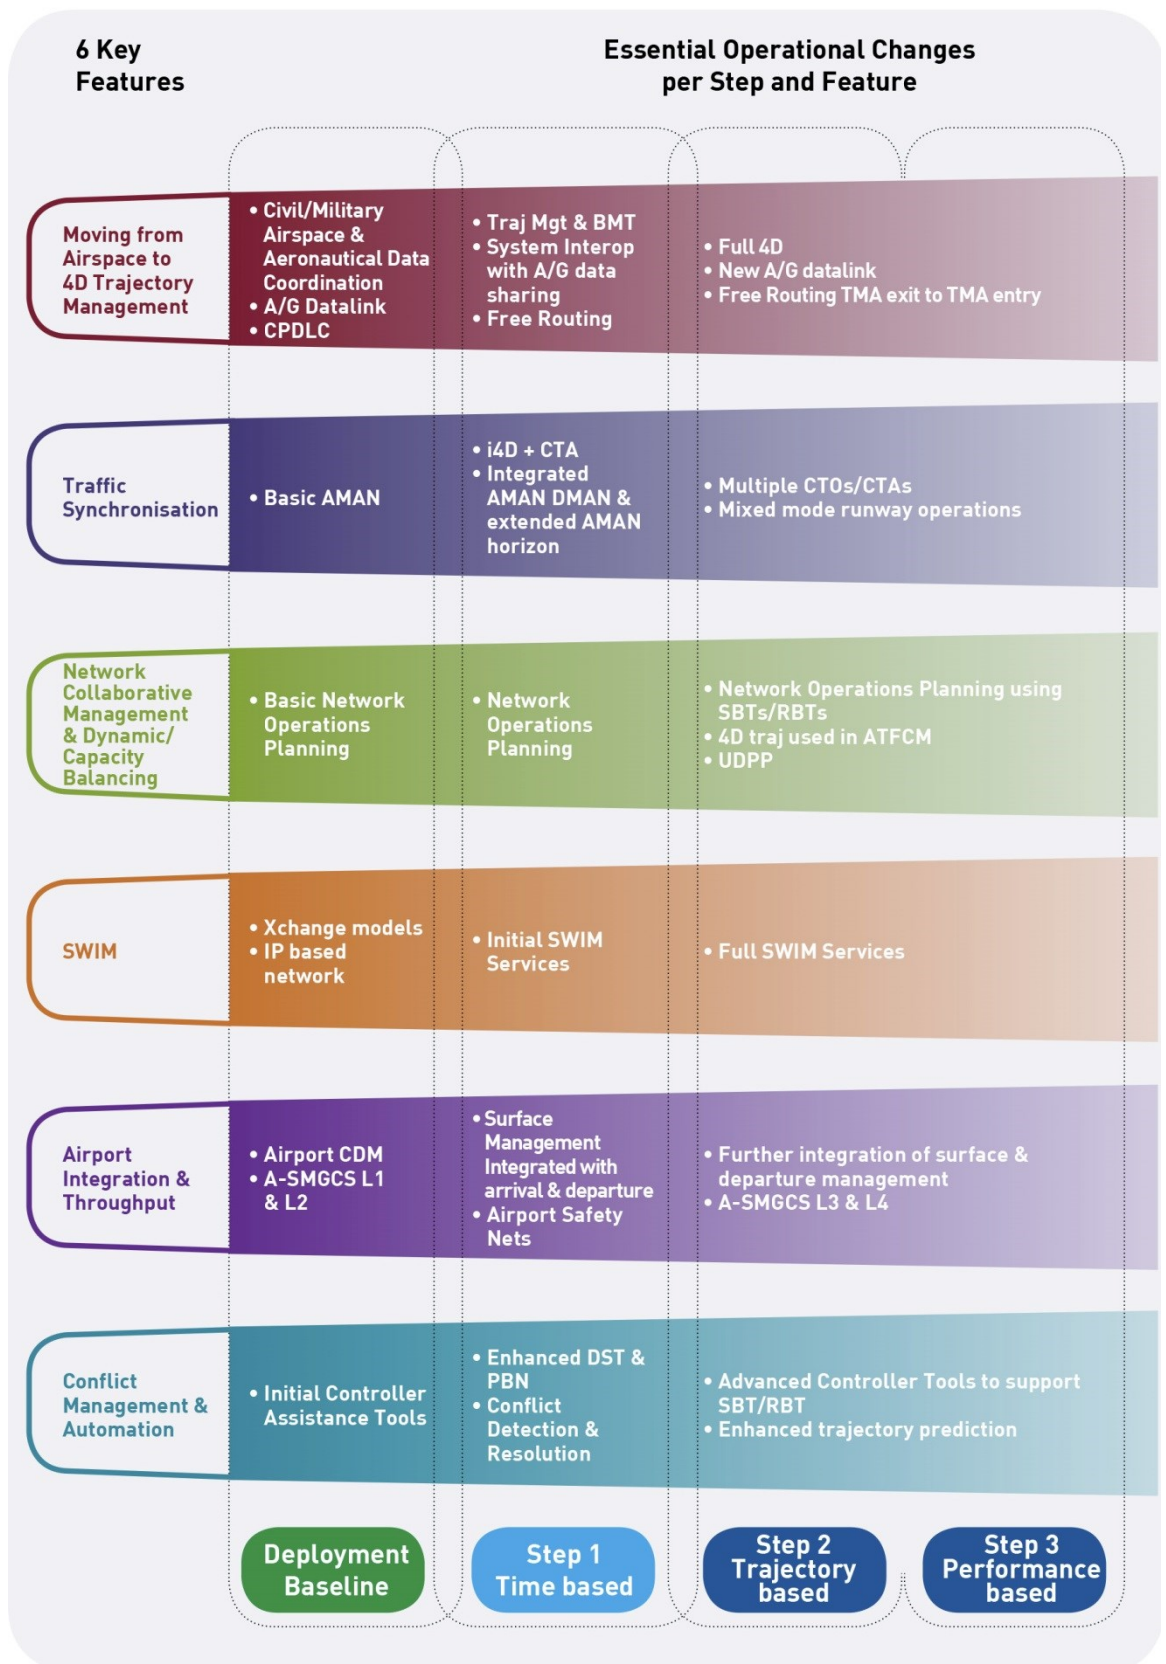 6 Key
Features
Essential Operational Changes
per Step and Feature
Moving from
Airspace to
4D Trajectory
Management
• Civil/Military
Airspace &
Aeronautical Data
Coordination
• A/G Datalink
• CPDLC
• Traj Mgt & BMT
• System Interop
with A/G data
sharing
• Free Routing
• Full 4D
• New A/G datalink
• Free Routing TMA exit to TMA entry
Traffic
Synchronisation
• Basic AMAN
• i4D + CTA
• Integrated
AMAN DMAN &
extended AMAN
horizon
• Multiple CTOs/CTAs
• Mixed mode runway operations
Network
Collaborative
Management
& Dynamic/
Capacity
Balancing
• Basic Network
Operations
Planning
• Network
Operations
Planning
• Network Operations Planning using
SBTs/RBTs
• 4D traj used in ATFCM
• UDPP
SWIM
• Xchange models
• IP based
network
• Initial SWIM
Services
• Full SWIM Services
Airport
Integration &
Throughput
• Airport CDM
• A-SMGCS L1
& L2
• Surface
Management
Integrated with
arrival & departure
• Airport Safety
Nets
• Further integration of surface &
departure management
• A-SMGCS L3 & L4
Conflict
Management &
Automation
• Initial Controller
Assistance Tools
• Enhanced DST &
PBN
• Conflict
Detection &
Resolution
• Advanced Controller Tools to support
SBT/RBT
• Enhanced trajectory prediction
Deployment
Baseline
Step 1
Time based
Step 2
Trajectory
based
Step 3
Performance
based